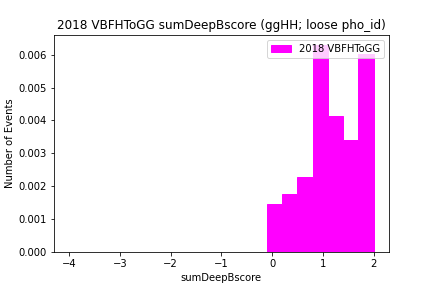 2018 VBFHToGG sumDeepBscore (ggHH; loose pho_id)
2018 VBFHToGG
0.006
0.005
0.004
0.003
0.002
0.001
0.000
Number of Events
−4 −3 −2 −1 0 1 2
sumDeepBscore